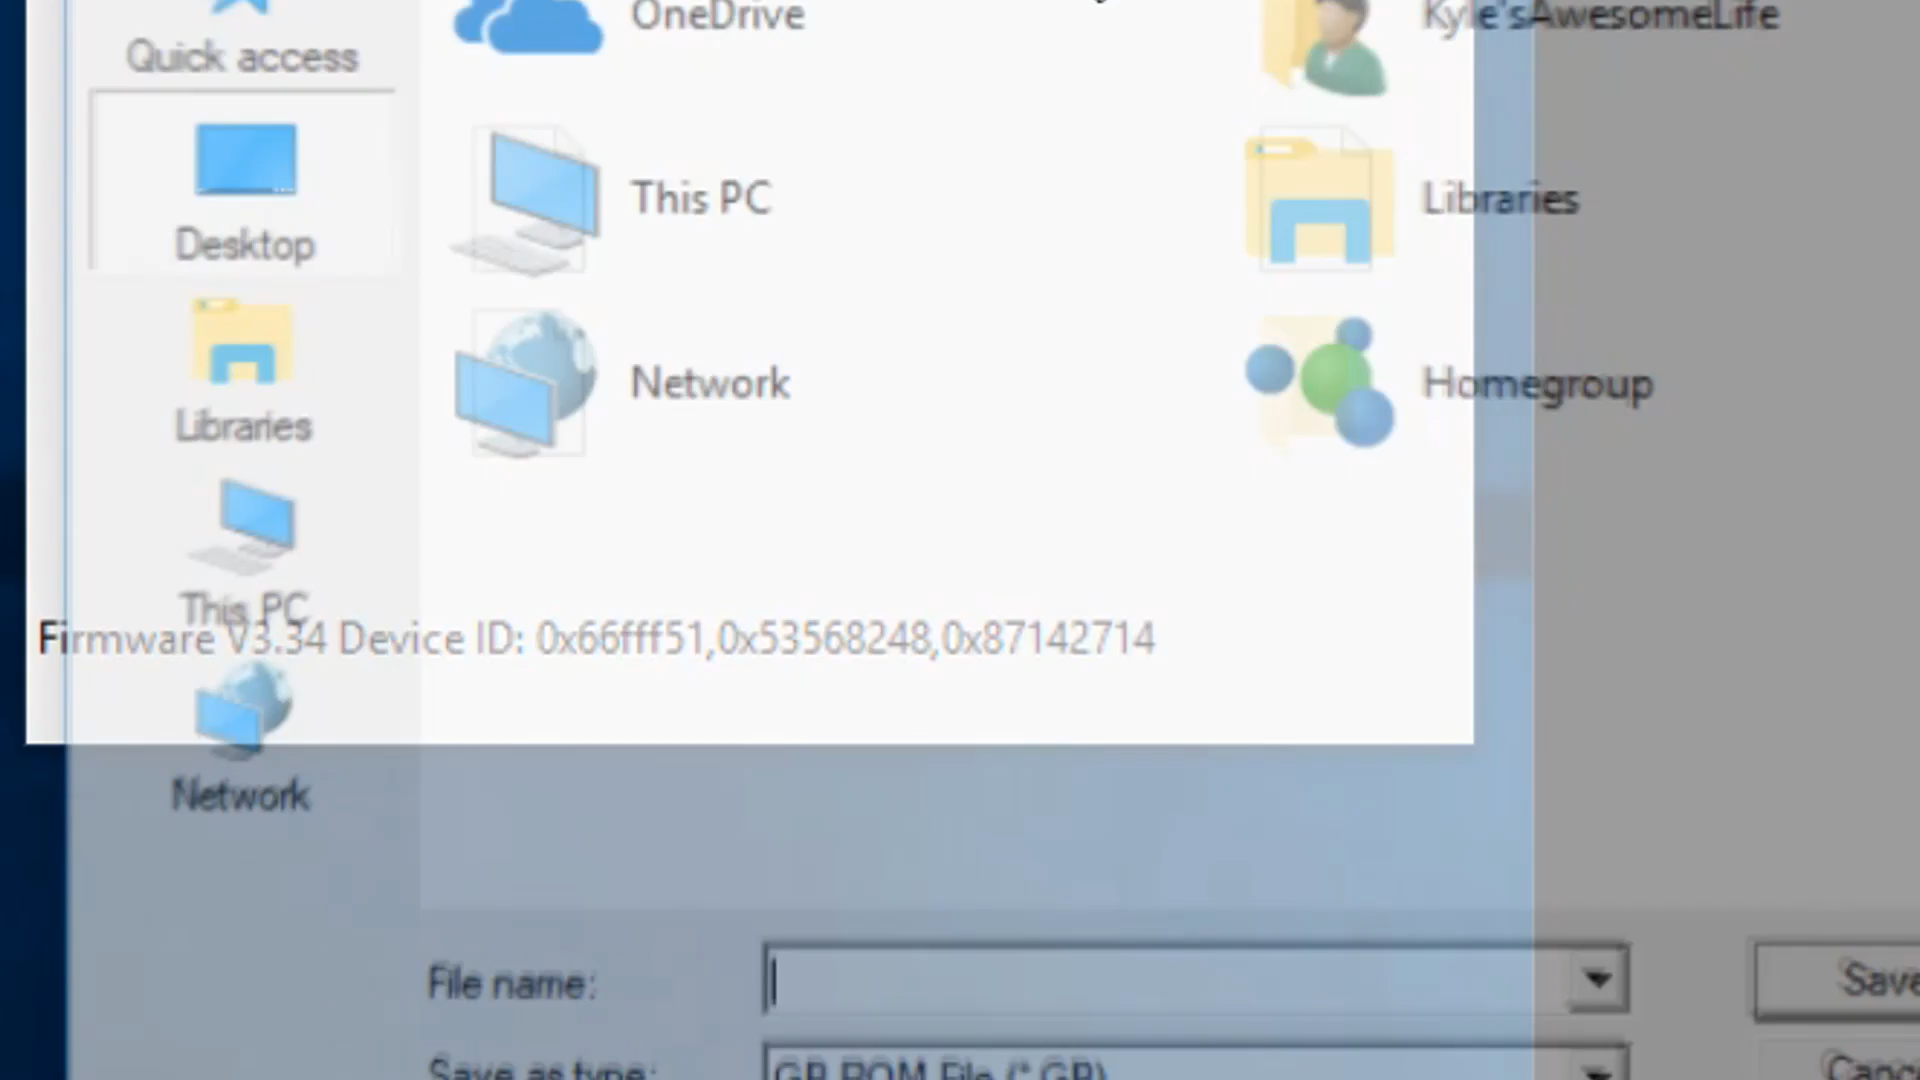 Quick access
OneDrive
Kyle'sAwesomeLife
Desktop
This PC
Libraries
Libraries
Network
Homegroup
This PC
Firmware V3.34 Device ID: 0x66fff51,0x53568248,0x87142714
Network
File name:
Save
Save as type:
GB ROM File (*.GB)
Cance